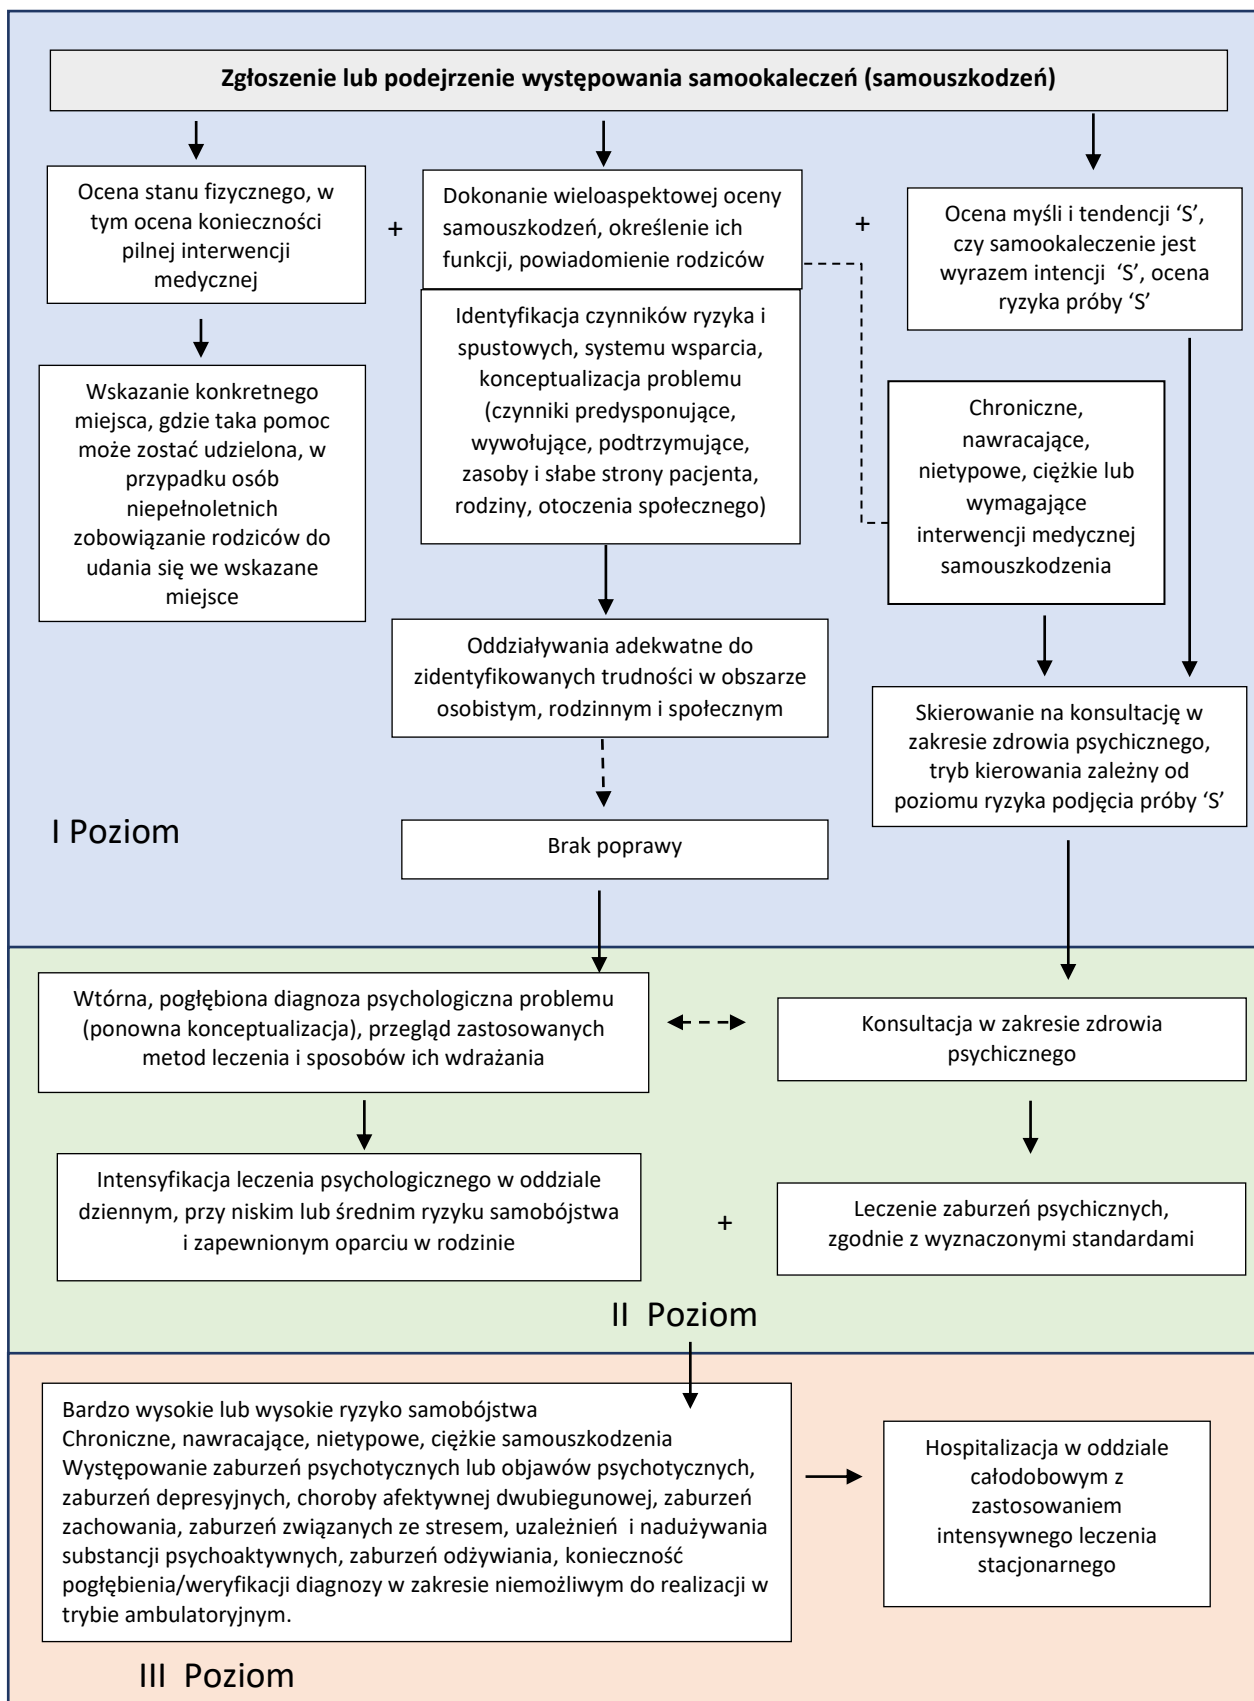 Zgłoszenie lub podejrzenie występowania samookaleczeń (samouszkodzeń)
Ocena stanu fizycznego, w
tym ocena konieczności
pilnej interwencji
medycznej
+
Dokonanie wieloaspektowej oceny
samouszkodzeń, określenie ich
funkcji, powiadomienie rodziców
+
Ocena myśli i tendencji ‘S’,
czy samookaleczenie jest
wyrazem intencji ‘S’, ocena
ryzyka próby ‘S’
Wskazanie konkretnego
miejsca, gdzie taka pomoc
może zostać udzielona, w
przypadku osób
niepełnoletnich
zobowiązanie rodziców do
udania się we wskazane
miejsce
Identyfikacja czynników ryzyka i
spustowych, systemu wsparcia,
konceptualizacja problemu
(czynniki predysponujące,
wywołujące, podtrzymujące,
zasoby i słabe strony pacjenta,
rodziny, otoczenia społecznego)
Chroniczne,
nawracające,
nietypowe, ciężkie lub
wymagające
interwencji medycznej
samouszkodzenia
Oddziaływania adekwatne do
zidentyfikowanych trudności w obszarze
osobistym, rodzinnym i społecznym
Skierowanie na konsultację w
zakresie zdrowia psychicznego,
tryb kierowania zależny od
poziomu ryzyka podjęcia próby ‘S’
I Poziom
Brak poprawy
Wtórna, pogłębiona diagnoza psychologiczna problemu
(ponowna konceptualizacja), przegląd zastosowanych
metod leczenia i sposobów ich wdrażania
Konsultacja w zakresie zdrowia
psychicznego
Intensyfikacja leczenia psychologicznego w oddziale
dziennym, przy niskim lub średnim ryzyku samobójstwa
i zapewnionym oparciu w rodzinie
+
Leczenie zaburzeń psychicznych,
zgodnie z wyznaczonymi standardami
II Poziom
Bardzo wysokie lub wysokie ryzyko samobójstwa
Chroniczne, nawracające, nietypowe, ciężkie samouszkodzenia
Występowanie zaburzeń psychotycznych lub objawów psychotycznych,
zaburzeń depresyjnych, choroby afektywnej dwubiegunowej, zaburzeń
zachowania, zaburzeń związanych ze stresem, uzależnień i nadużywania
substancji psychoaktywnych, zaburzeń odżywiania, konieczność
pogłębienia/weryfikacji diagnozy w zakresie niemożliwym do realizacji w
trybie ambulatoryjnym.
Hospitalizacja w oddziale
całodobowym z
zastosowaniem
intensywnego leczenia
stacjonarnego
III Poziom